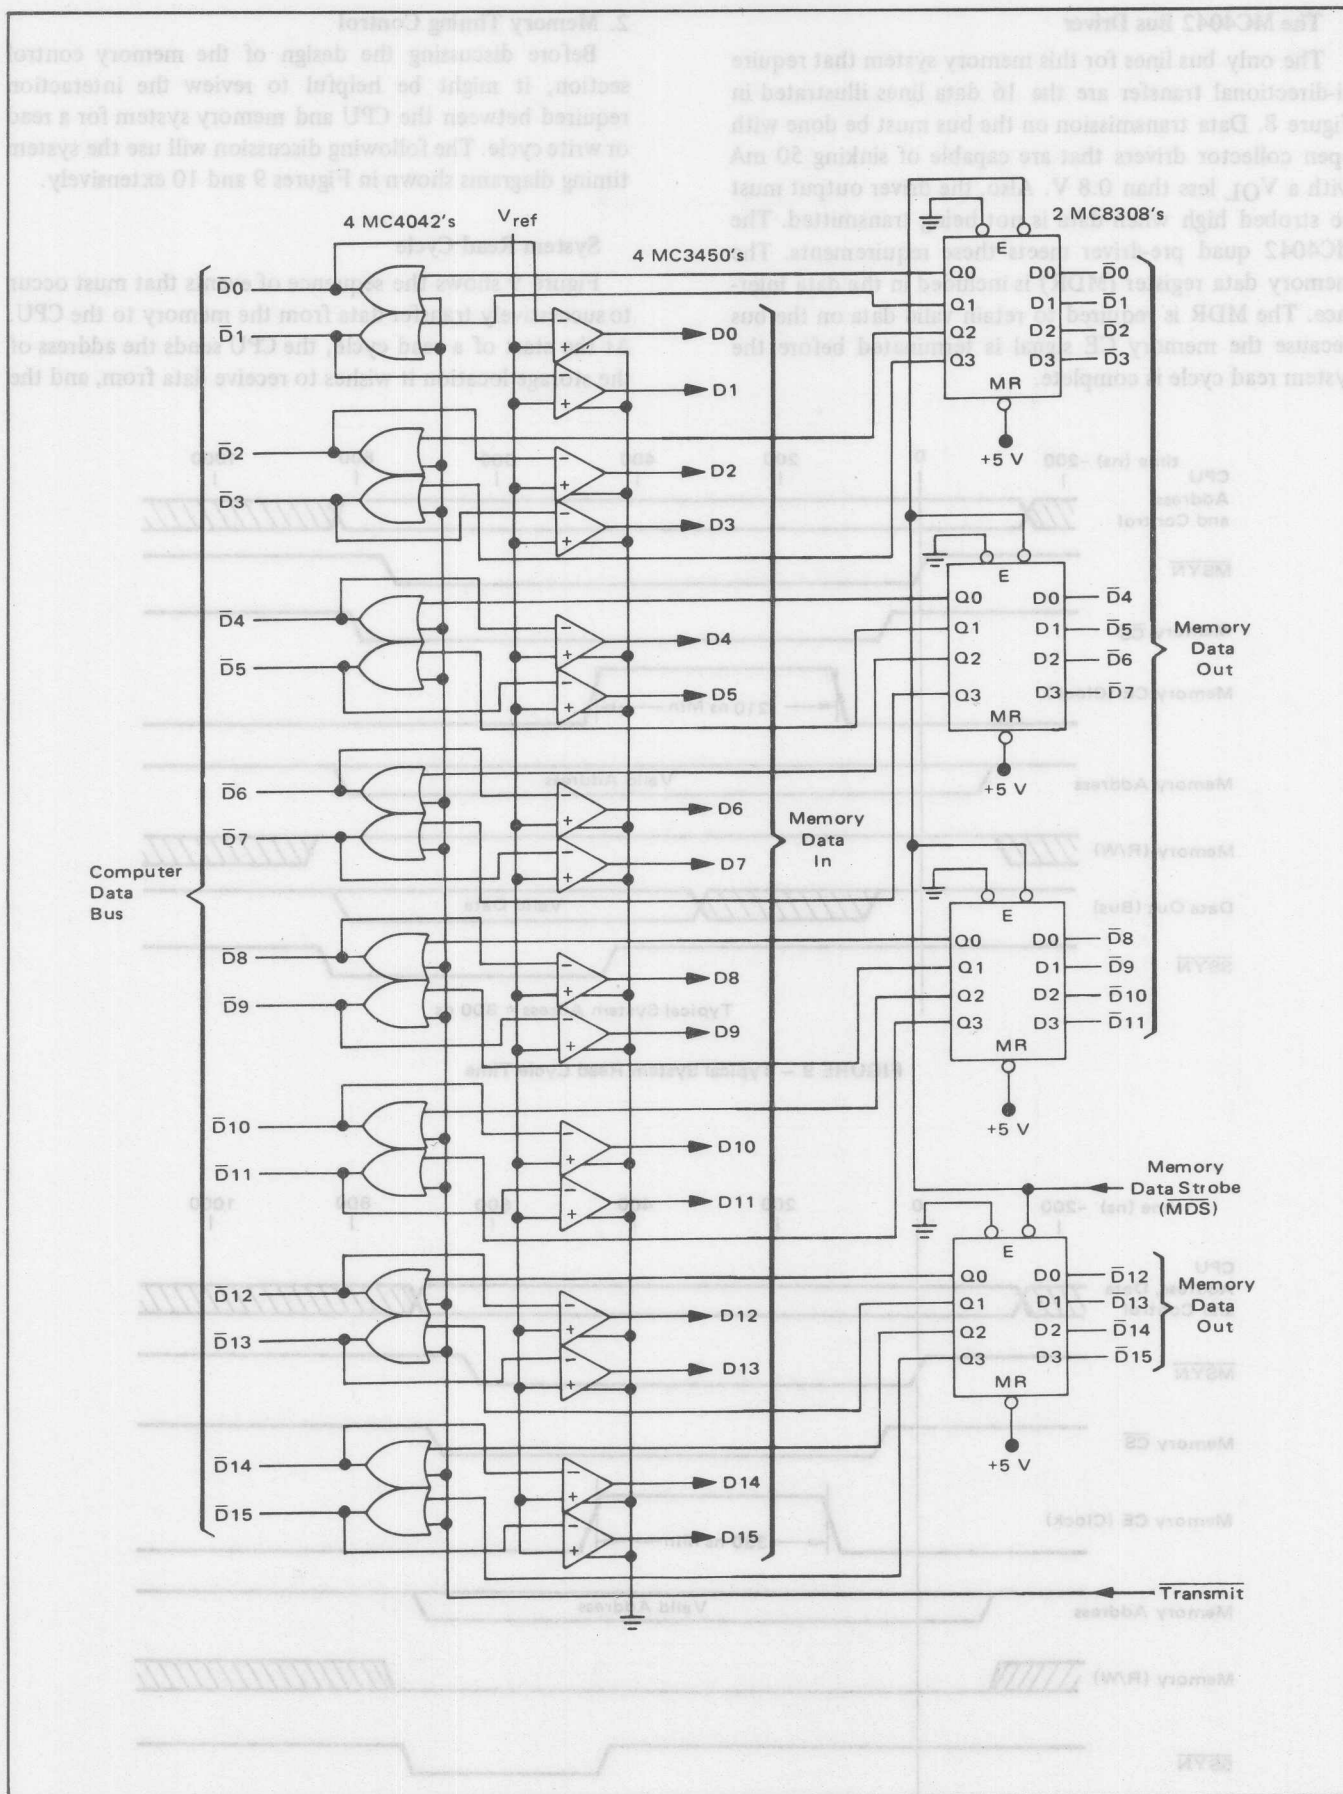 4 MC4042's
Vref
4 MC3450's
2 MC8308's
D̅0
D̅1
D̅2
D̅3
D̅4
D̅5
D̅6
D̅7
D̅8
D̅9
D̅10
D̅11
D̅12
D̅13
D̅14
D̅15
Computer
Data
Bus
− + D0
− + D1
− + D2
− + D3
− + D4
− + D5
− + D6
− + D7
− + D8
− + D9
− + D10
− + D11
− + D12
− + D13
− + D14
− + D15
Memory
Data
In
E
Q0 D0 D̅0
Q1 D1 D̅1
Q2 D2 D̅2
Q3 D3 D̅3
MR
+5 V
E
Q0 D0 D̅4
Q1 D1 D̅5
Q2 D2 D̅6
Q3 D3 D̅7
MR
+5 V
Memory
Data
Out
E
Q0 D0 D̅8
Q1 D1 D̅9
Q2 D2 D̅10
Q3 D3 D̅11
MR
+5 V
Memory
Data Strobe
(M̅D̅S̅)
E
Q0 D0 D̅12
Q1 D1 D̅13
Q2 D2 D̅14
Q3 D3 D̅15
MR
+5 V
Memory
Data
Out
T̅r̅a̅n̅s̅m̅i̅t̅